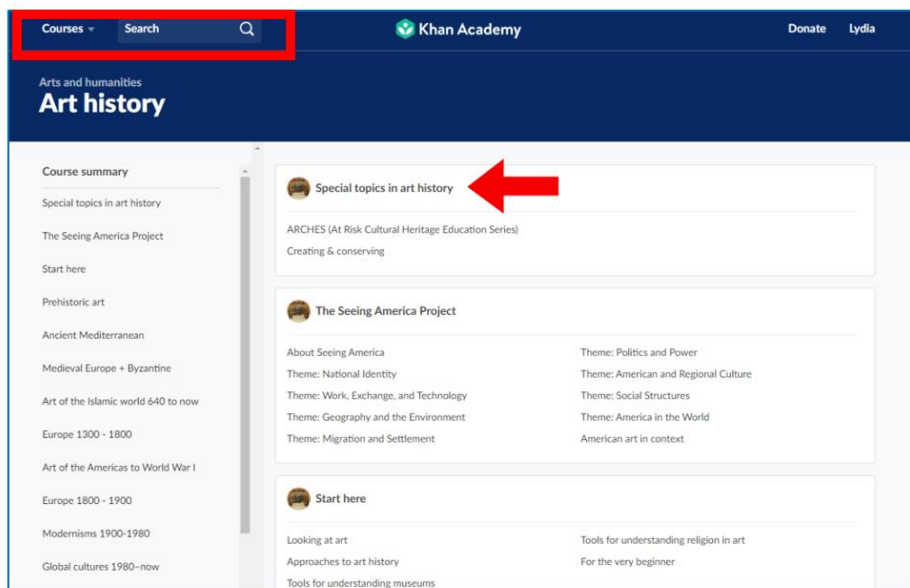 Courses Search Khan Academy Donate Lydia
Arts and humanities
Art history
Course summary
Special topics in art history
The Seeing America Project
Start here
Prehistoric art
Ancient Mediterranean
Medieval Europe + Byzantine
Art of the Islamic world 640 to now
Europe 1300 - 1800
Art of the Americas to World War I
Europe 1800 - 1900
Modernisms 1900-1980
Global cultures 1980–now
Special topics in art history
ARCHES (At Risk Cultural Heritage Education Series)
Creating & conserving
The Seeing America Project
About Seeing America
Theme: National Identity
Theme: Work, Exchange, and Technology
Theme: Geography and the Environment
Theme: Migration and Settlement
Theme: Politics and Power
Theme: American and Regional Culture
Theme: Social Structures
Theme: America in the World
American art in context
Start here
Looking at art
Approaches to art history
Tools for understanding museums
Tools for understanding religion in art
For the very beginner